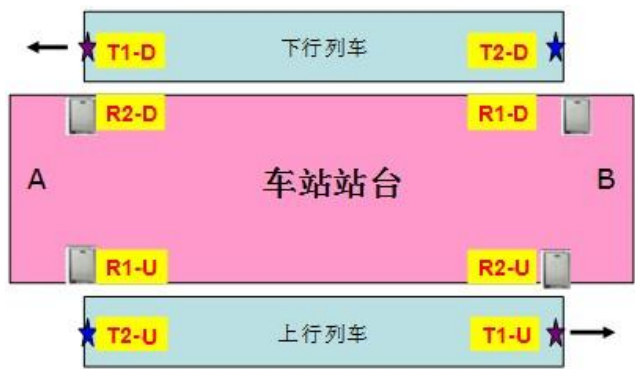 T1-D 下行列车 T2-D
R2-D R1-D
A 车站站台 B
R1-U R2-U
T2-U 上行列车 T1-U